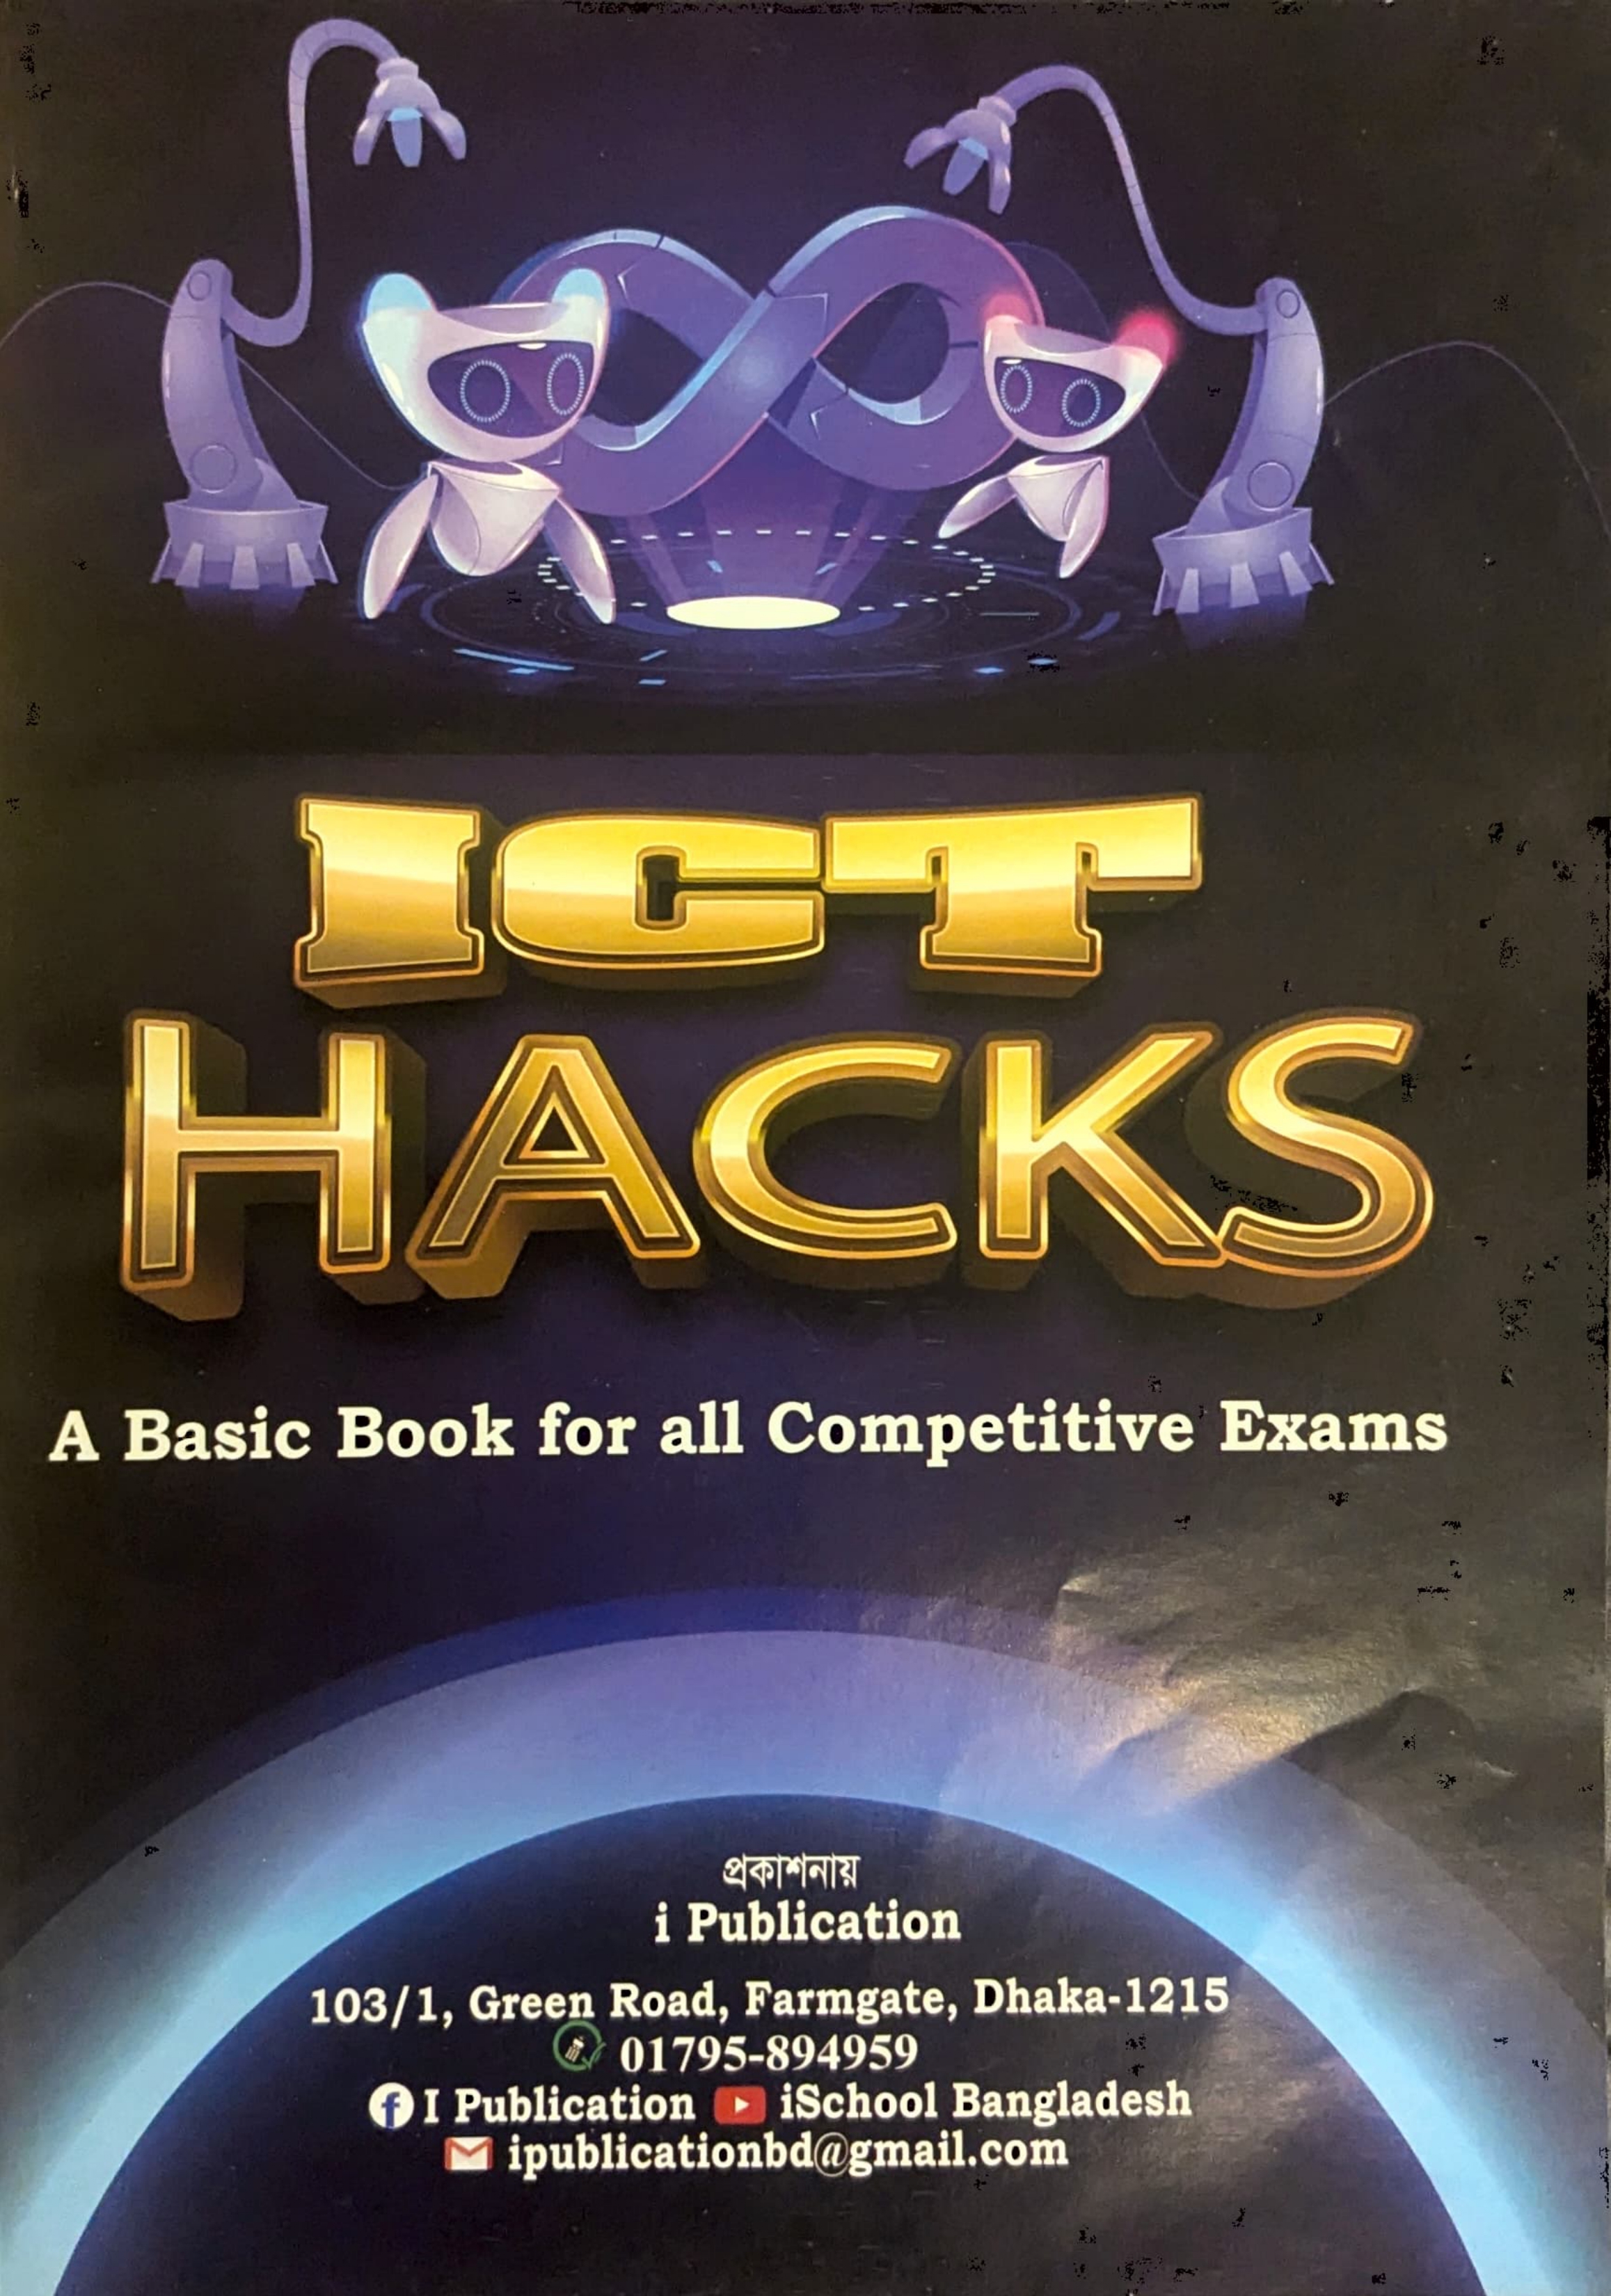 ICT
HACKS
A Basic Book for all Competitive Exams
প্রকাশনায়
i Publication
103/1, Green Road, Farmgate, Dhaka-1215
01795-894959
I Publication iSchool Bangladesh
ipublicationbd@gmail.com